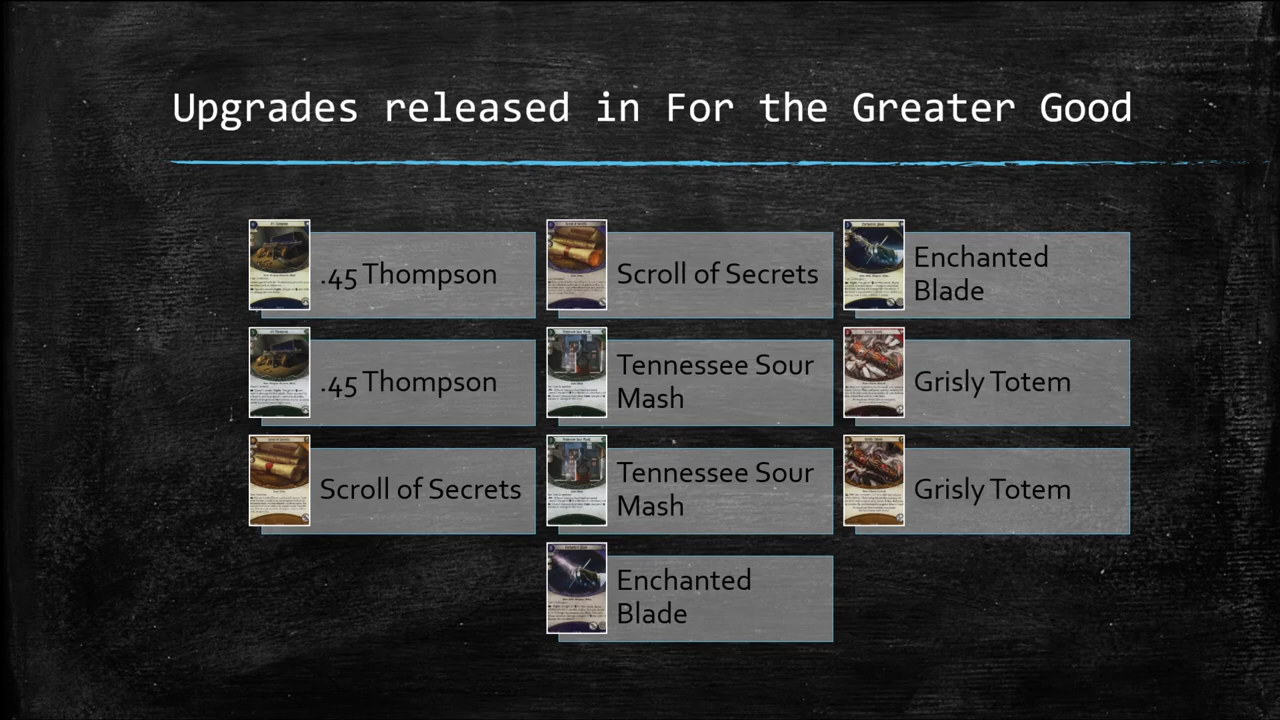 Upgrades released in For the Greater Good
.45 Thompson
Scroll of Secrets
Enchanted
Blade
.45 Thompson
Tennessee Sour
Mash
Grisly Totem
Scroll of Secrets
Tennessee Sour
Mash
Grisly Totem
Enchanted
Blade